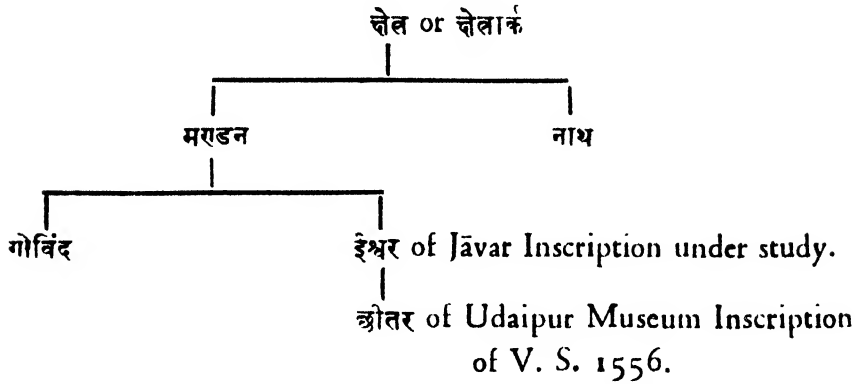 क्षेत्र or क्षेत्रार्क
मण्डन नाथ
गोविंद ईश्वर of Jāvar Inscription under study.
छीतर of Udaipur Museum Inscription
of V. S. 1556.